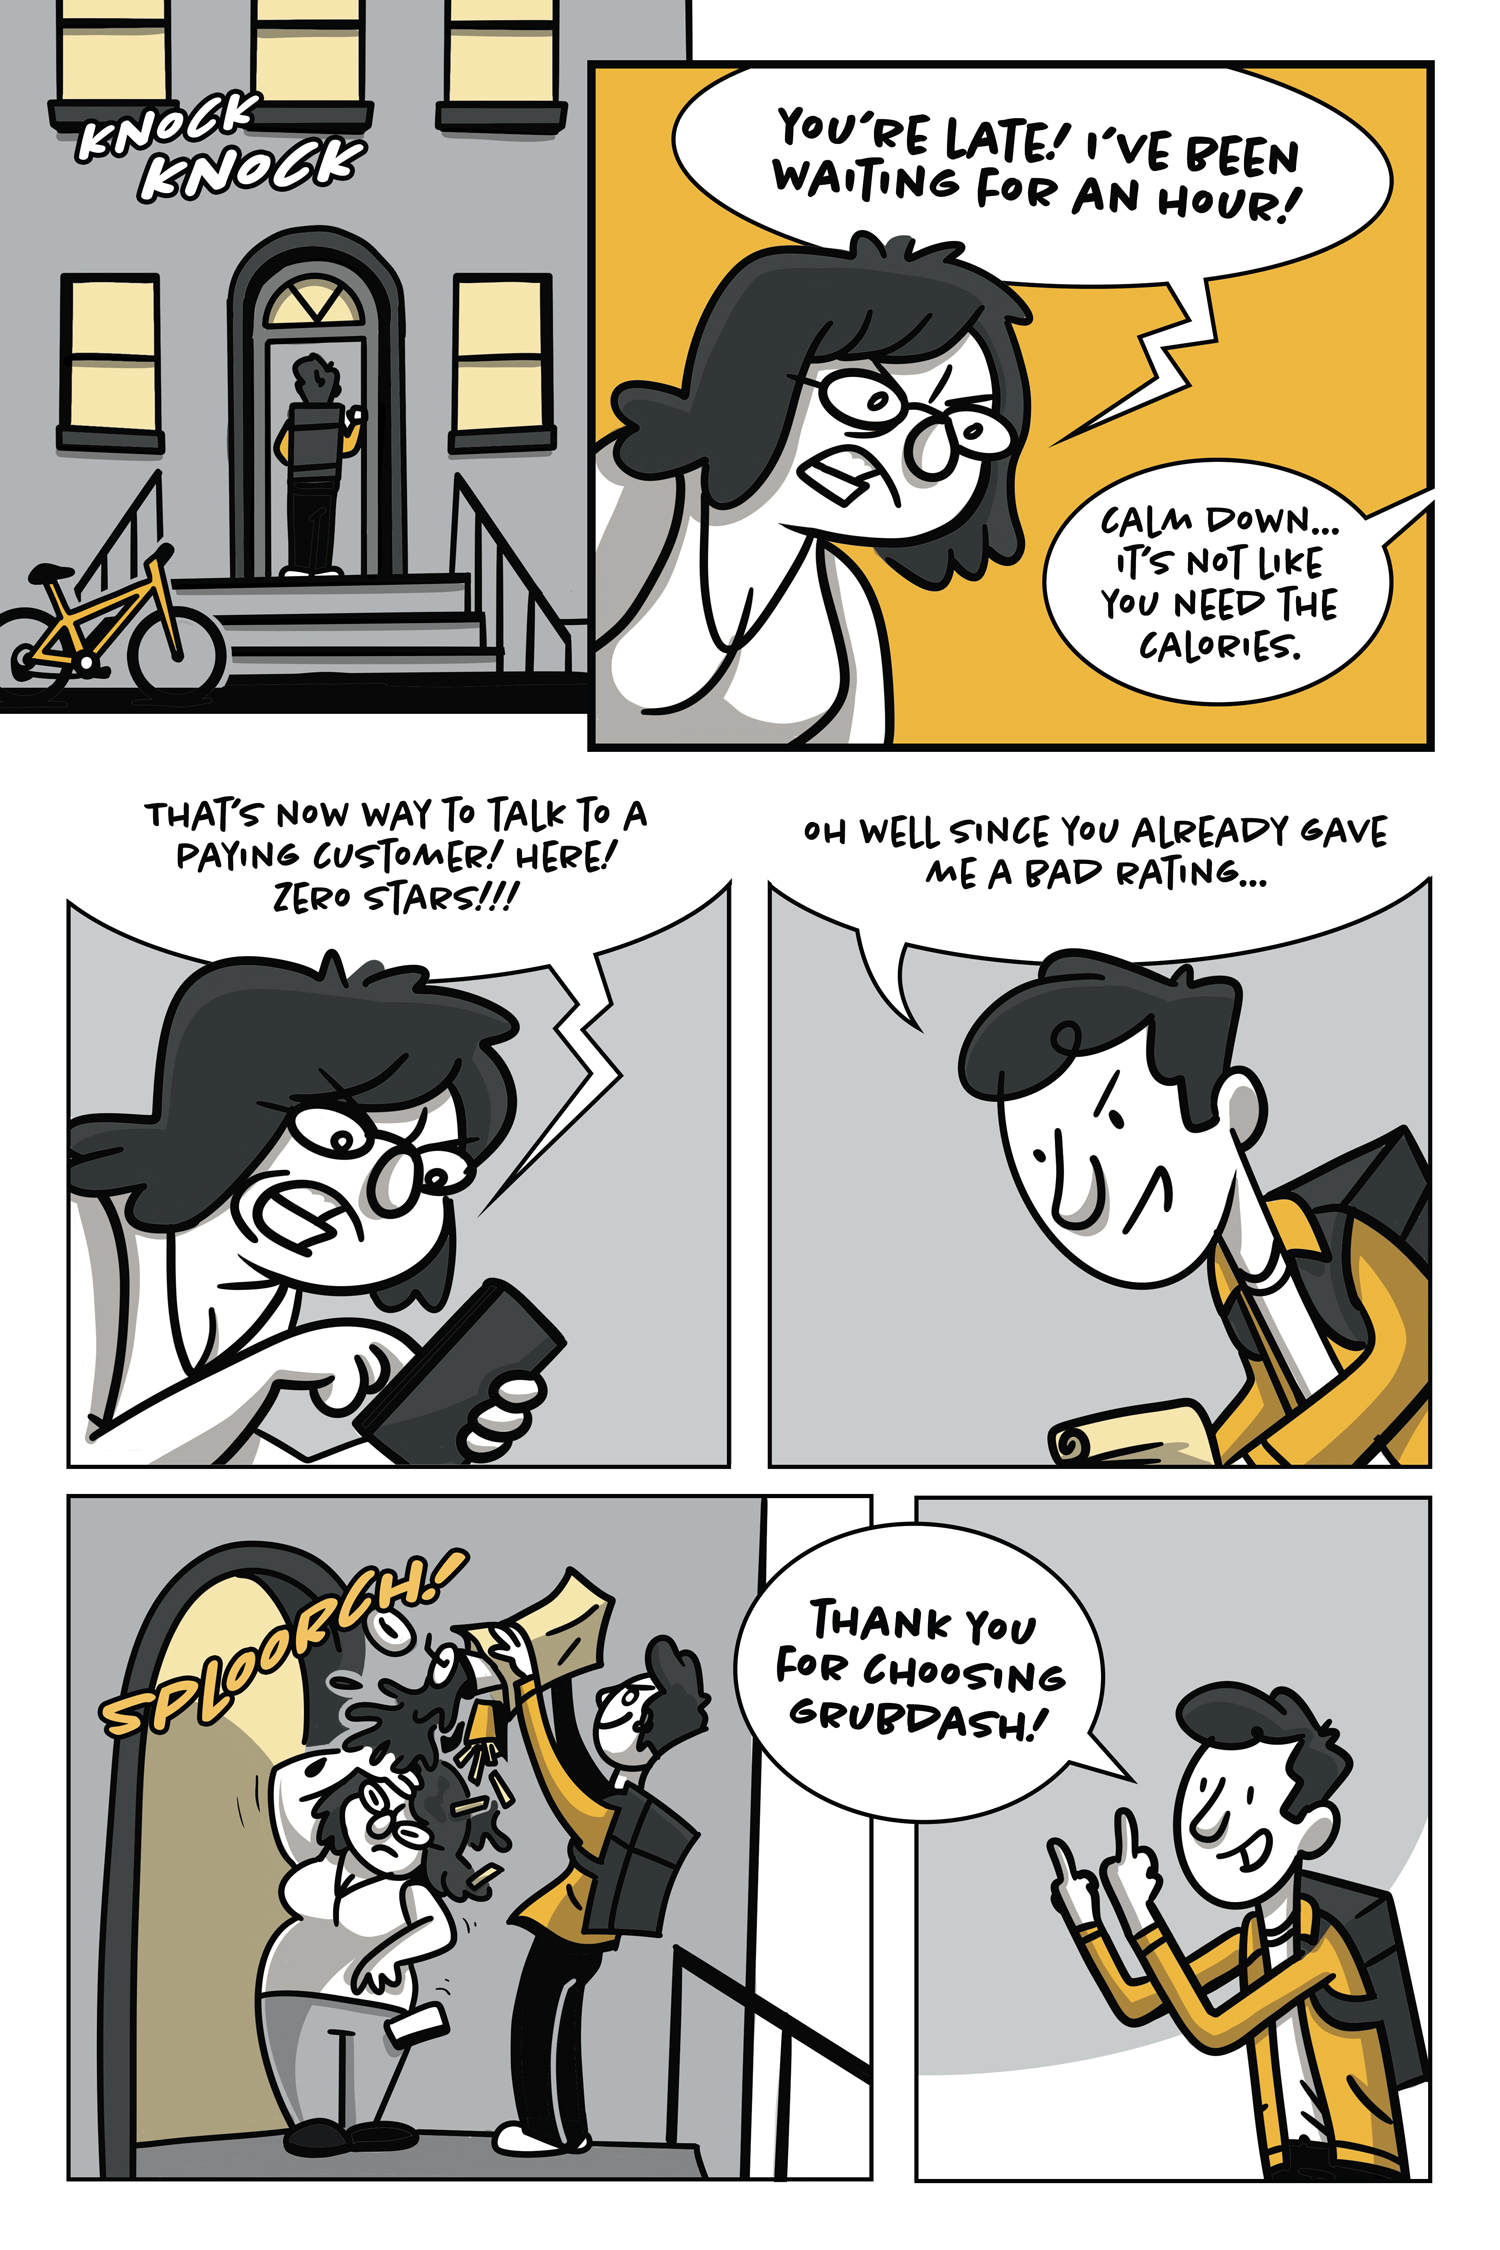 KNOCK
KNOCK
YOU'RE LATE! I'VE BEEN
WAITING FOR AN HOUR!
CALM DOWN...
IT'S NOT LIKE
YOU NEED THE
CALORIES.
THAT'S NOW WAY TO TALK TO A
PAYING CUSTOMER! HERE!
ZERO STARS!!!
OH WELL SINCE YOU ALREADY GAVE
ME A BAD RATING...
SPLOORCH!
THANK YOU
FOR CHOOSING
GRUBDASH!